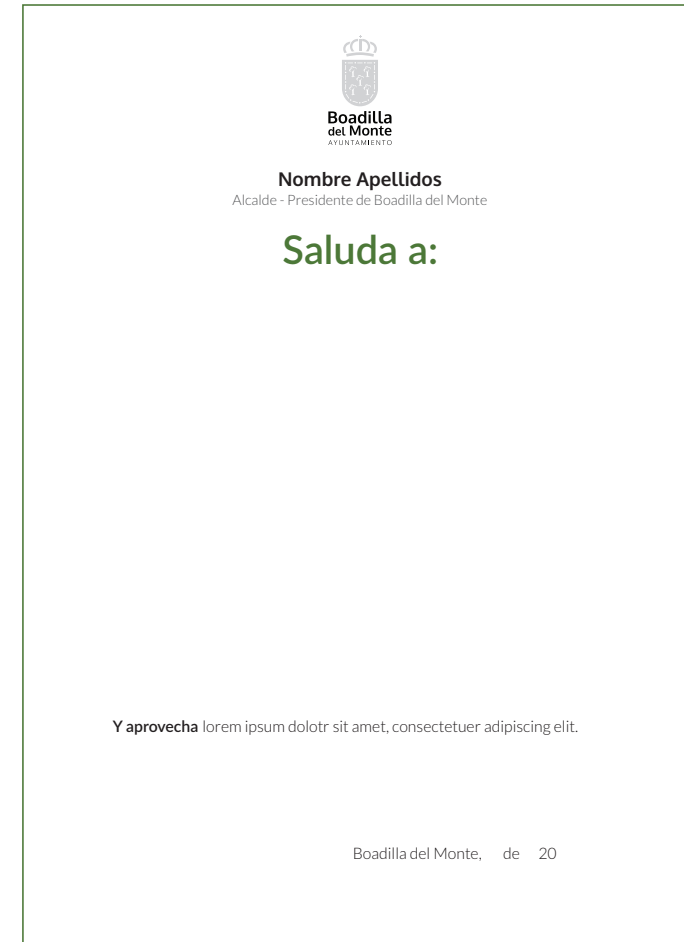 Boadilla
del Monte
AYUNTAMIENTO
Nombre Apellidos
Alcalde - Presidente de Boadilla del Monte
Saluda a:
Y aprovecha lorem ipsum dolotr sit amet, consectetuer adipiscing elit.
Boadilla del Monte, de 20